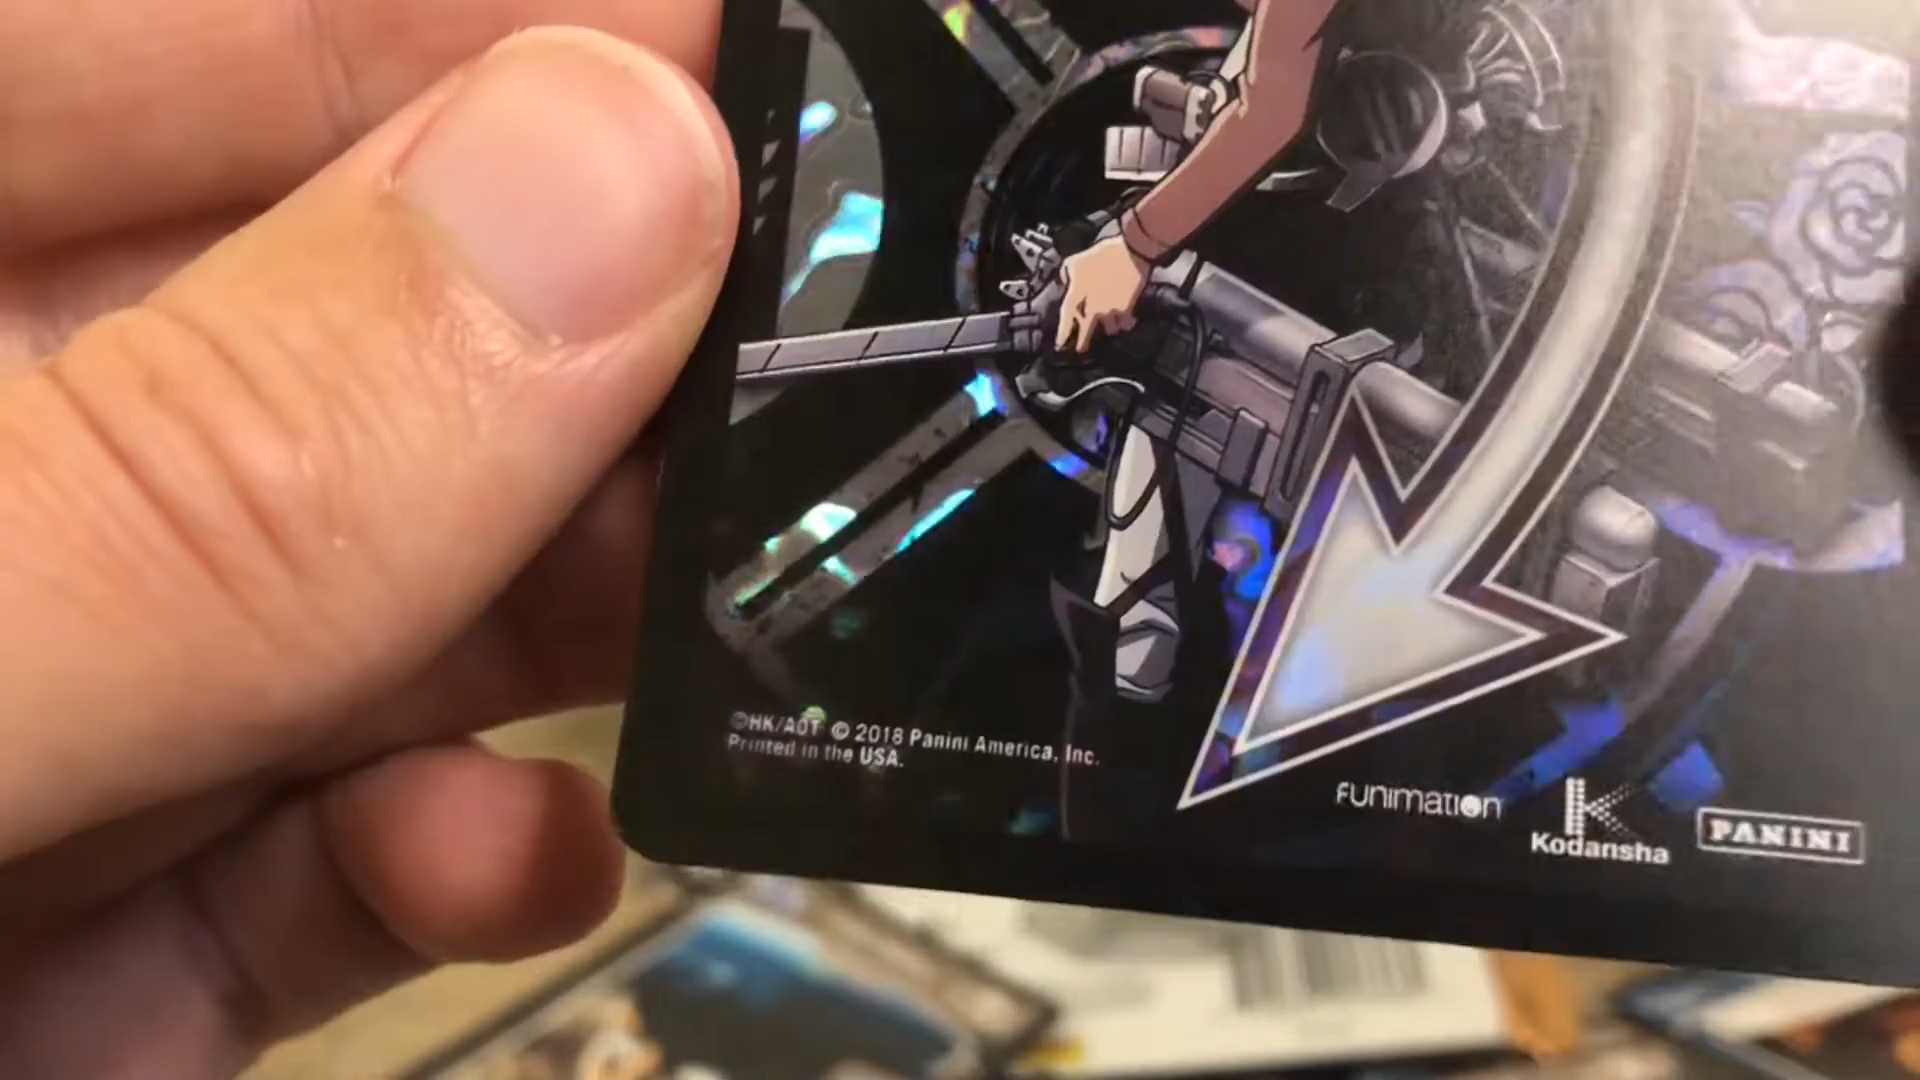 ©HK/AOT © 2018 Panini America, Inc.
Printed in the USA.
FUnimation
Kodansha
PANINI